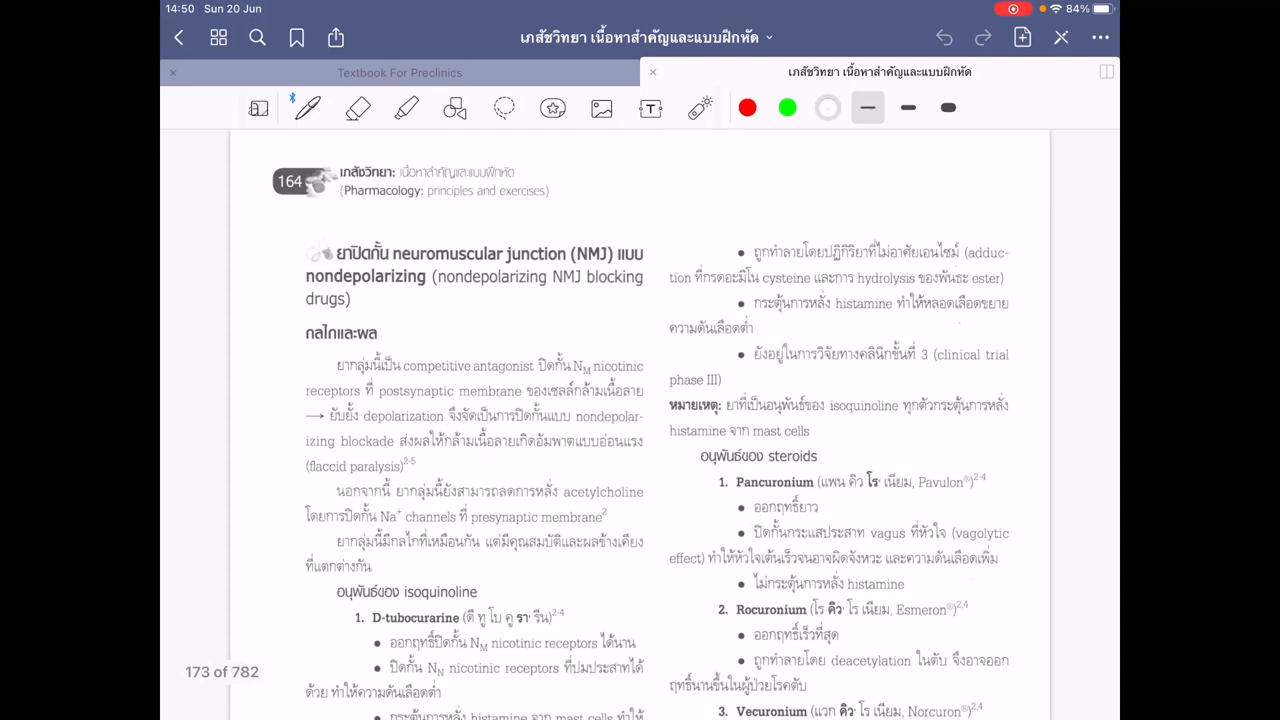 14:50 Sun 20 Jun
84%
เภสัชวิทยา เนื้อหาสำคัญและแบบฝึกหัด
Textbook For Preclinics
เภสัชวิทยา เนื้อหาสำคัญและแบบฝึกหัด
164
เภสัชวิทยา: เนื้อหาสำคัญและแบบฝึกหัด
(Pharmacology: principles and exercises)
ยาปิดกั้น neuromuscular junction (NMJ) แบบ
nondepolarizing (nondepolarizing NMJ blocking
drugs)
กลไกและผล
ยากลุ่มนี้เป็น competitive antagonist ปิดกั้น NM nicotinic
receptors ที่ postsynaptic membrane ของเซลล์กล้ามเนื้อลาย
→ ยับยั้ง depolarization จึงจัดเป็นการปิดกั้นแบบ nondepolar-
izing blockade ส่งผลให้กล้ามเนื้อลายเกิดอัมพาตแบบอ่อนแรง
(flaccid paralysis)2-5
นอกจากนี้ ยากลุ่มนี้ยังสามารถลดการหลั่ง acetylcholine
โดยการปิดกั้น Na+ channels ที่ presynaptic membrane2
ยากลุ่มนี้มีกลไกที่เหมือนกัน แต่มีคุณสมบัติและผลข้างเคียง
ที่แตกต่างกัน
อนุพันธ์ของ isoquinoline
1. D-tubocurarine (ดี ทู โบ คู รา' รีน)2-4
• ออกฤทธิ์ปิดกั้น NM nicotinic receptors ได้นาน
• ปิดกั้น NN nicotinic receptors ที่ปมประสาทได้
ด้วย ทำให้ความดันเลือดต่ำ
• กระตุ้นการหลั่ง histamine จาก mast cells ทำให้
• ถูกทำลายโดยปฏิกิริยาที่ไม่อาศัยเอนไซม์ (adduc-
tion ที่กรดอะมิโน cysteine และการ hydrolysis ของพันธะ ester)
• กระตุ้นการหลั่ง histamine ทำให้หลอดเลือดขยาย
ความดันเลือดต่ำ
• ยังอยู่ในการวิจัยทางคลินิกขั้นที่ 3 (clinical trial
phase III)
หมายเหตุ: ยาที่เป็นอนุพันธ์ของ isoquinoline ทุกตัวกระตุ้นการหลั่ง
histamine จาก mast cells
อนุพันธ์ของ steroids
1. Pancuronium (แพน คิว โร' เนียม, Pavulon®)2-4
• ออกฤทธิ์ยาว
• ปิดกั้นกระแสประสาท vagus ที่หัวใจ (vagolytic
effect) ทำให้หัวใจเต้นเร็วจนอาจผิดจังหวะ และความดันเลือดเพิ่ม
• ไม่กระตุ้นการหลั่ง histamine
2. Rocuronium (โร คิว' โร เนียม, Esmeron®)2,4
• ออกฤทธิ์เร็วที่สุด
• ถูกทำลายโดย deacetylation ในตับ จึงอาจออก
ฤทธิ์นานขึ้นในผู้ป่วยโรคตับ
3. Vecuronium (แวก คิว' โร เนียม, Norcuron®)2,4
173 of 782